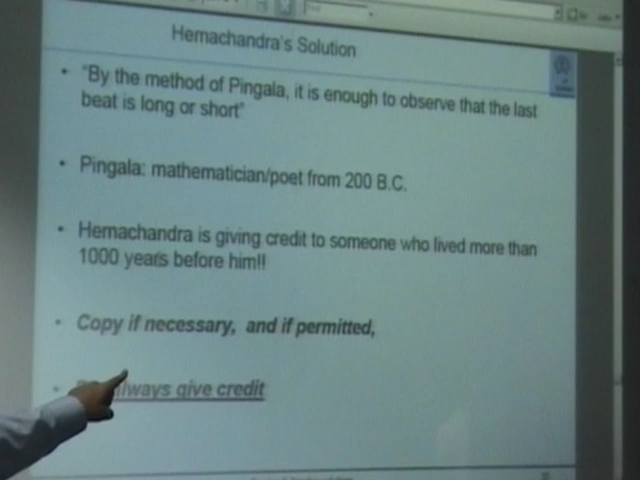 Hemachandra's Solution
• "By the method of Pingala, it is enough to observe that the last
beat is long or short"
• Pingala: mathematician/poet from 200 B.C.
• Hemachandra is giving credit to someone who lived more than
1000 years before him!!
• Copy if necessary, and if permitted,
• always give credit